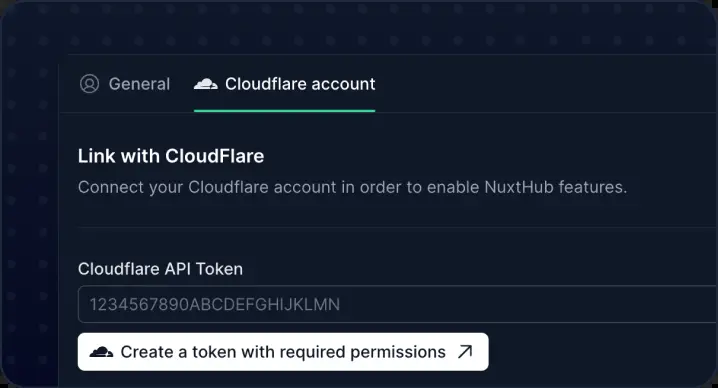 General
Cloudflare account
Link with CloudFlare
Connect your Cloudflare account in order to enable NuxtHub features.
Cloudflare API Token
1234567890ABCDEFGHIJKLMN
Create a token with required permissions